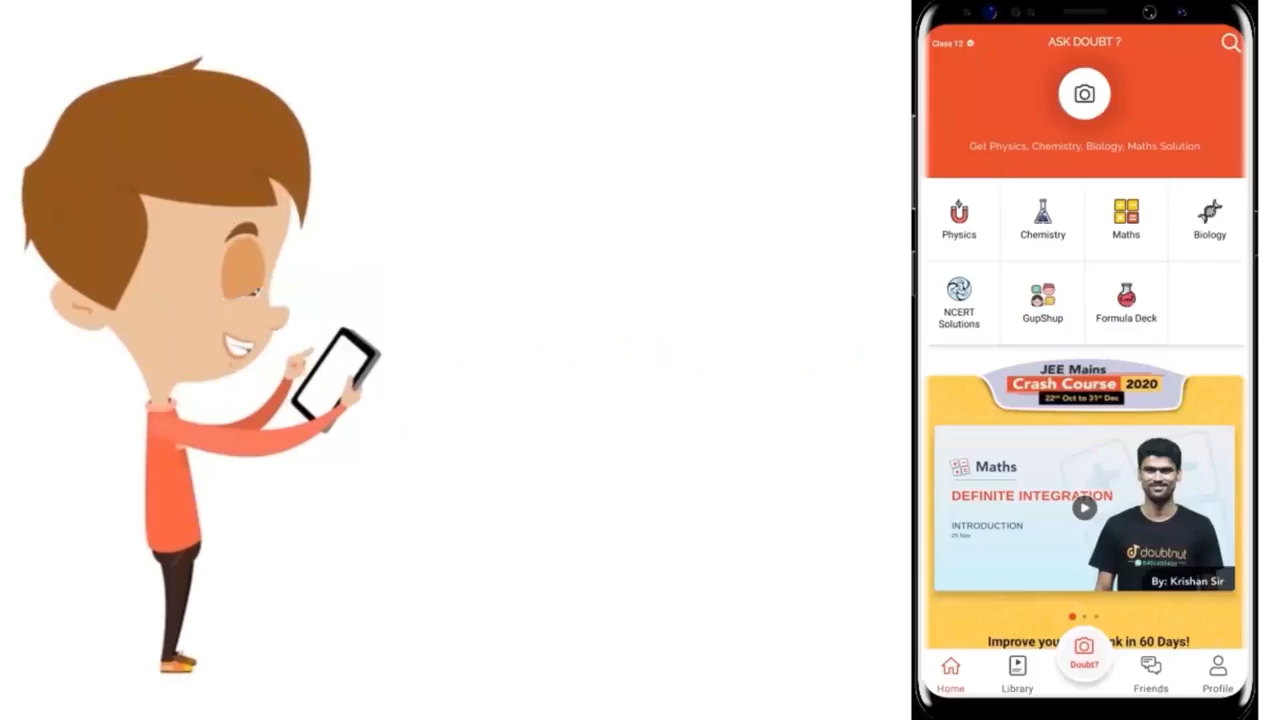 Class 12
ASK DOUBT ?
Get Physics, Chemistry, Biology, Maths Solution
Physics
Chemistry
Maths
Biology
NCERT
Solutions
GupShup
Formula Deck
JEE Mains
Crash Course 2020
22nd Oct to 31st Dec
Maths
DEFINITE INTEGRATION
INTRODUCTION
doubtnut
By: Krishan Sir
in 60 Days!
Improve
Doubt?
Home
Library
Friends
Profile